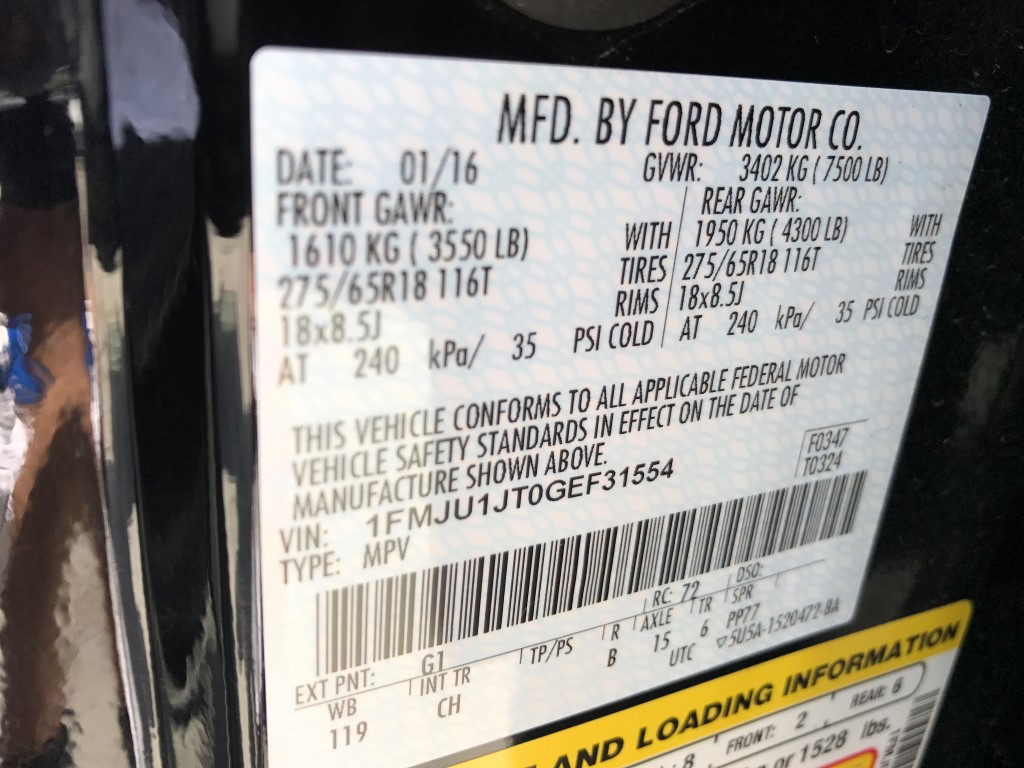 MFD. BY FORD MOTOR CO.
DATE: 01/16 GVWR: 3402 KG ( 7500 LB)
FRONT GAWR: REAR GAWR:
1610 KG ( 3550 LB) WITH 1950 KG ( 4300 LB) WITH
275/65R18 116T TIRES 275/65R18 116T TIRES
18x8.5J RIMS 18x8.5J RIMS
AT 240 kPa/ 35 PSI COLD AT 240 kPa/ 35 PSI COLD
THIS VEHICLE CONFORMS TO ALL APPLICABLE FEDERAL MOTOR
VEHICLE SAFETY STANDARDS IN EFFECT ON THE DATE OF
MANUFACTURE SHOWN ABOVE.
F0347
T0324
VIN: 1FMJU1JT0GEF31554
TYPE: MPV
EXT PNT: G1 RC: 72 DSO:
WB INT TR TP/PS R AXLE TR SPR
119 CH B 15 6 PP77
UTC ▽5U5A-1520472-BA
AND LOADING INFORMATION
8 FRONT: 2 REAR: 6
or 1528 lbs.